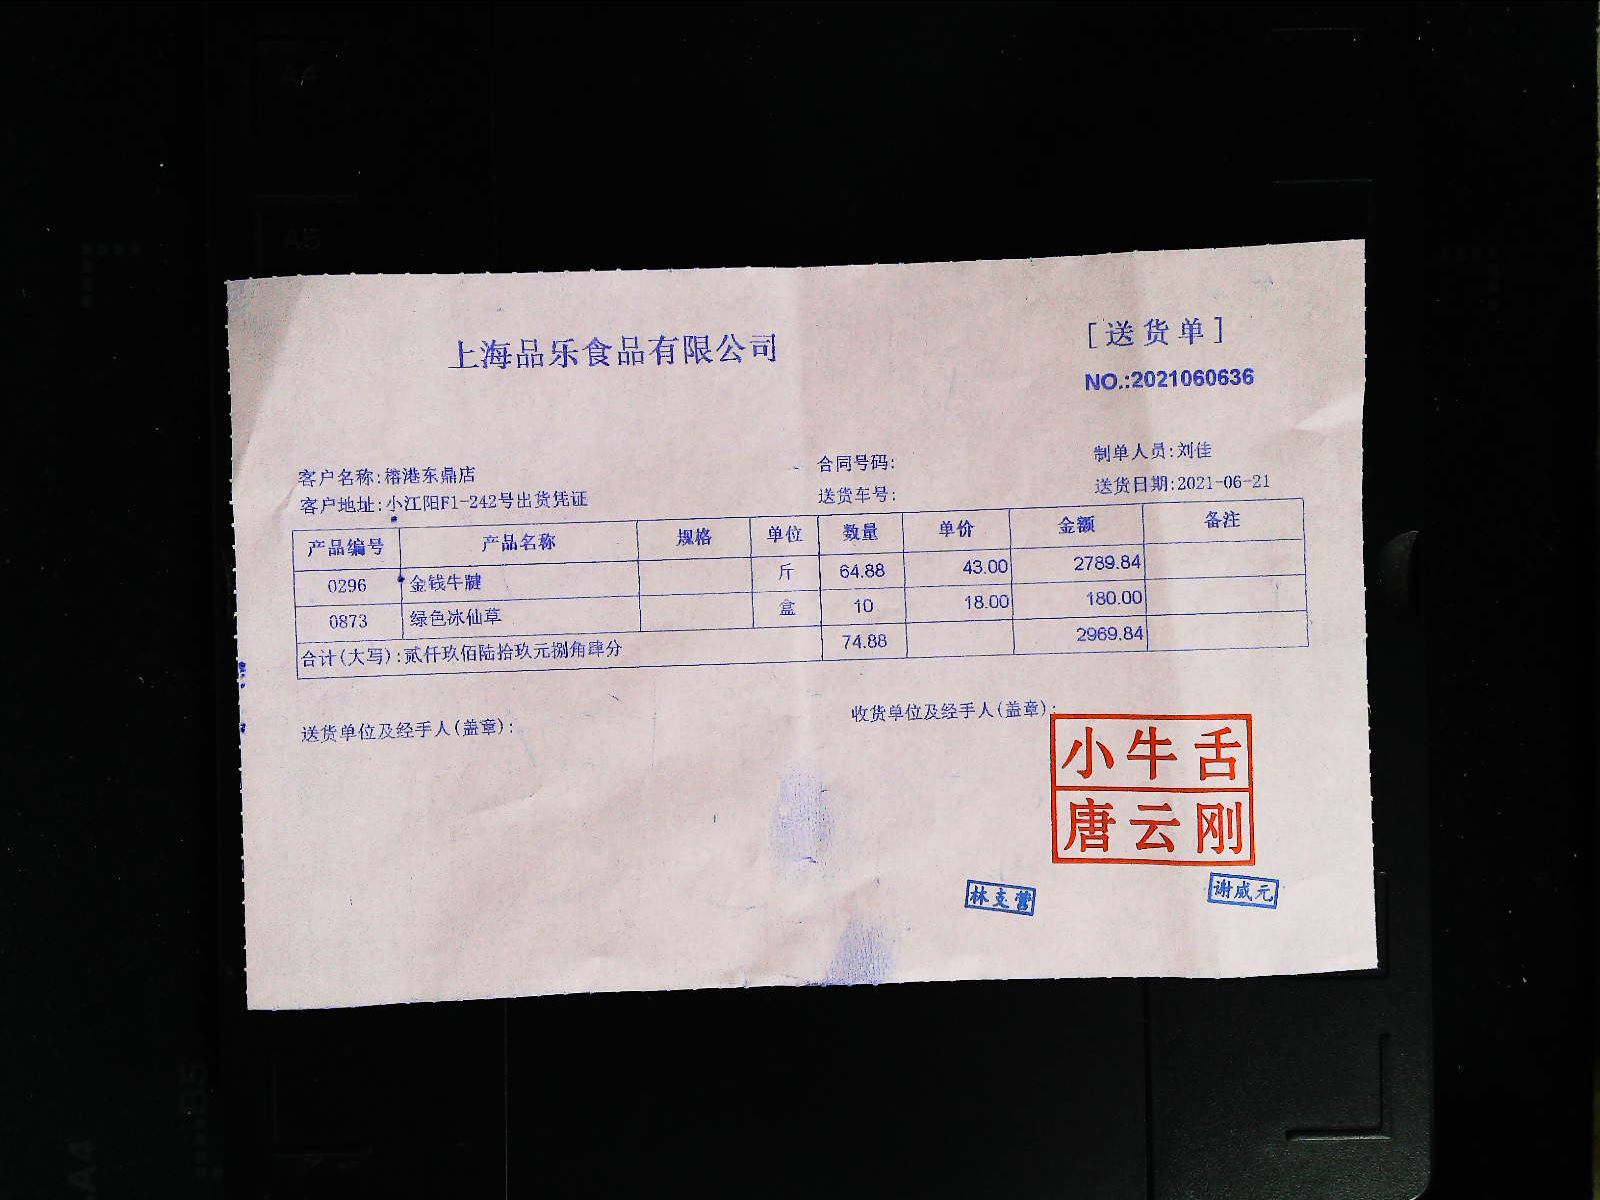 上海品乐食品有限公司
[送货单]
NO.:2021060636
客户名称:榕港东鼎店
合同号码:
制单人员:刘佳
客户地址:小江阳F1-242号出货凭证
送货车号:
送货日期:2021-06-21
产品编号 产品名称 规格 单位 数量 单价 金额 备注
0296 金钱牛腱 斤 64.88 43.00 2789.84
0873 绿色冰仙草 盒 10 18.00 180.00
合计(大写):贰仟玖佰陆拾玖元捌角肆分 74.88 2969.84
送货单位及经手人(盖章):
收货单位及经手人(盖章):
小牛舌
唐云刚
林克营
谢威元
A4
A5
B5
A4